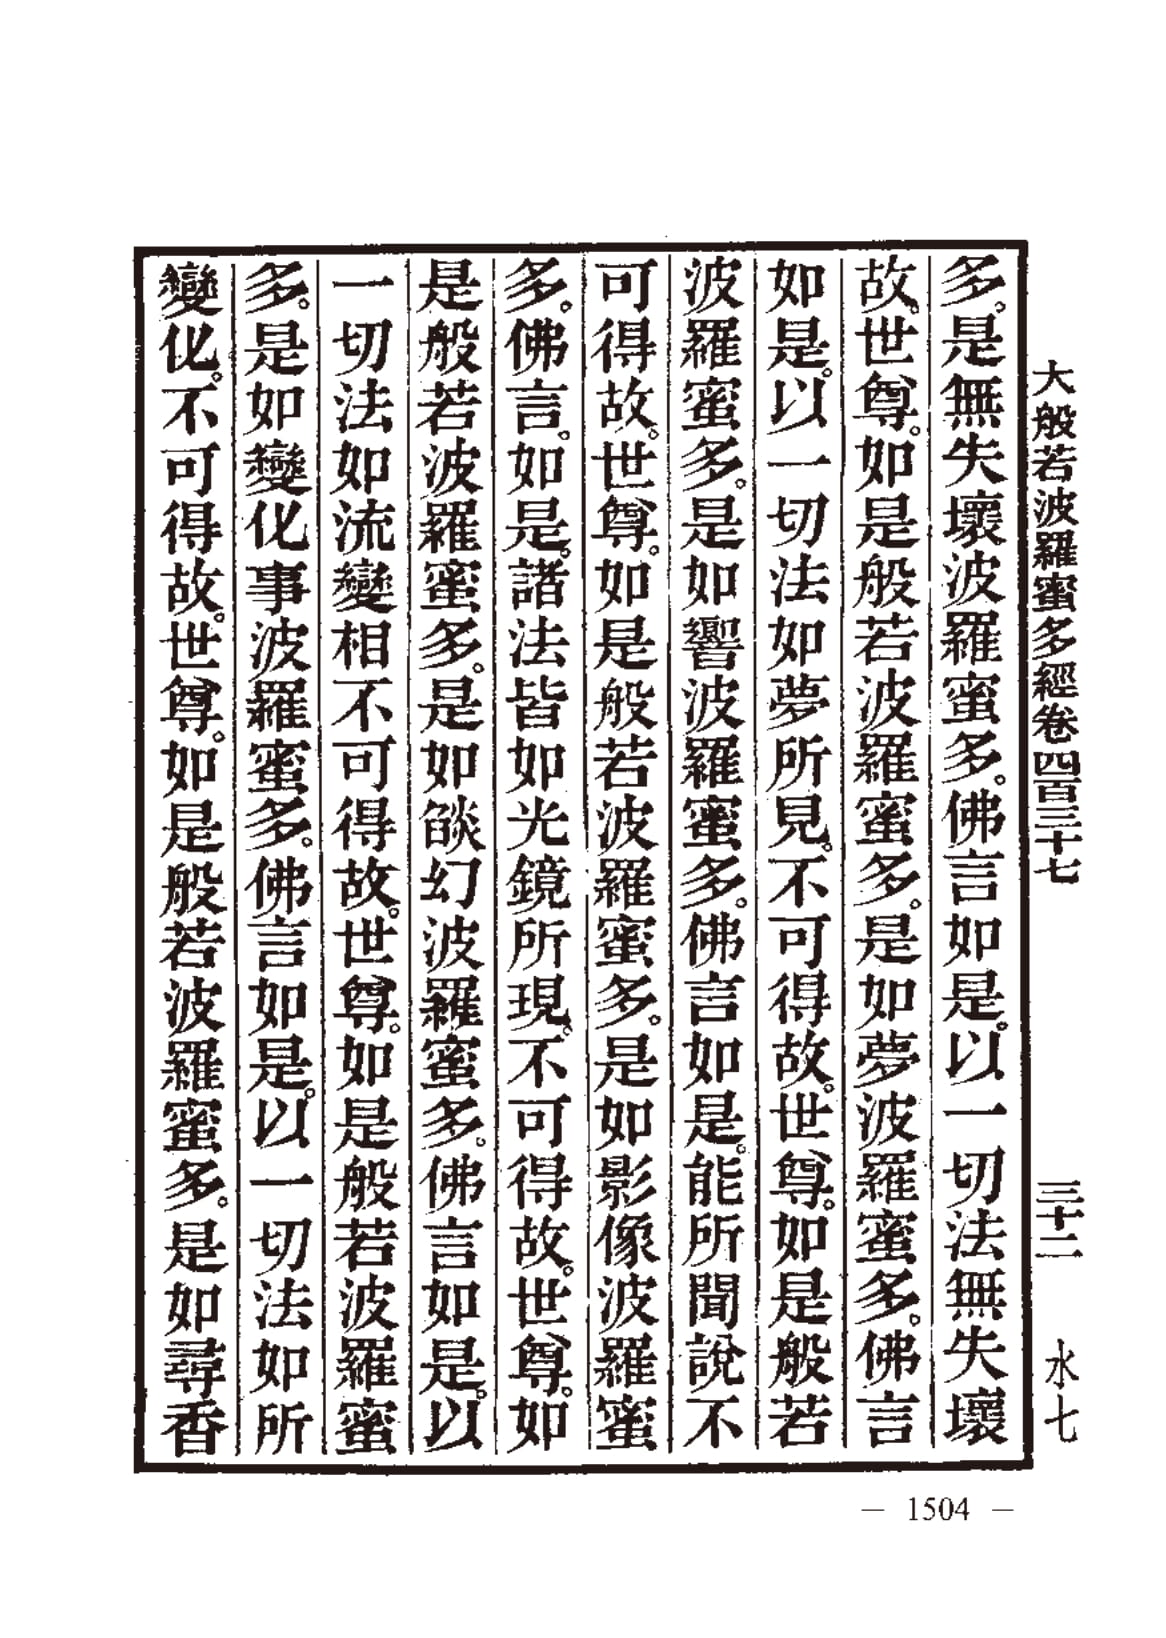 大般若波羅蜜多經卷四百三十七　三十二　水七
多。是無失壞波羅蜜多。佛言如是。以一切法無失壞
故。世尊。如是般若波羅蜜多。是如夢波羅蜜多。佛言
如是。以一切法如夢所見。不可得故。世尊。如是般若
波羅蜜多。是如響波羅蜜多。佛言如是。能所聞說不
可得故。世尊。如是般若波羅蜜多。是如影像波羅蜜
多。佛言。如是。諸法皆如光鏡所現。不可得故。世尊。如
是般若波羅蜜多。是如燄幻波羅蜜多。佛言如是。以
一切法如流變相不可得故。世尊。如是般若波羅蜜
多。是如變化事波羅蜜多。佛言如是。以一切法如所
變化。不可得故。世尊。如是般若波羅蜜多。是如尋香
— 1504 —